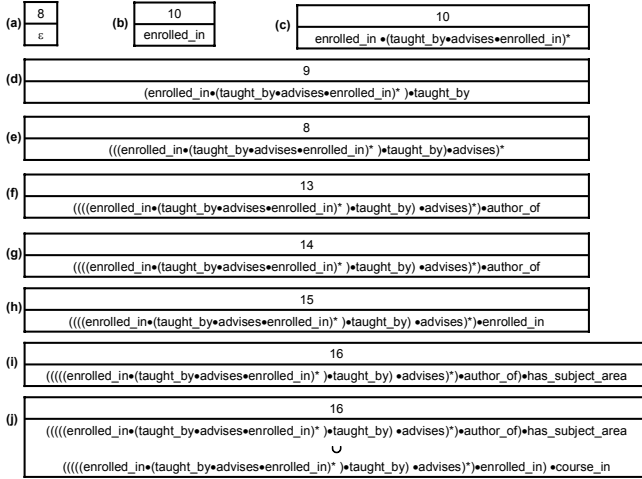 (a) 8
ε
(b) 10
enrolled_in
(c) 10
enrolled_in •(taught_by•advises•enrolled_in)*
(d) 9
(enrolled_in•(taught_by•advises•enrolled_in)* )•taught_by
(e) 8
(((enrolled_in•(taught_by•advises•enrolled_in)* )•taught_by)•advises)*
(f) 13
((((enrolled_in•(taught_by•advises•enrolled_in)* )•taught_by) •advises)*)•author_of
(g) 14
((((enrolled_in•(taught_by•advises•enrolled_in)* )•taught_by) •advises)*)•author_of
(h) 15
((((enrolled_in•(taught_by•advises•enrolled_in)* )•taught_by) •advises)*)•enrolled_in
(i) 16
(((((enrolled_in•(taught_by•advises•enrolled_in)* )•taught_by) •advises)*)•author_of)•has_subject_area
(j) 16
(((((enrolled_in•(taught_by•advises•enrolled_in)* )•taught_by) •advises)*)•author_of)•has_subject_area
∪
(((((enrolled_in•(taught_by•advises•enrolled_in)* )•taught_by) •advises)*)•enrolled_in) •course_in